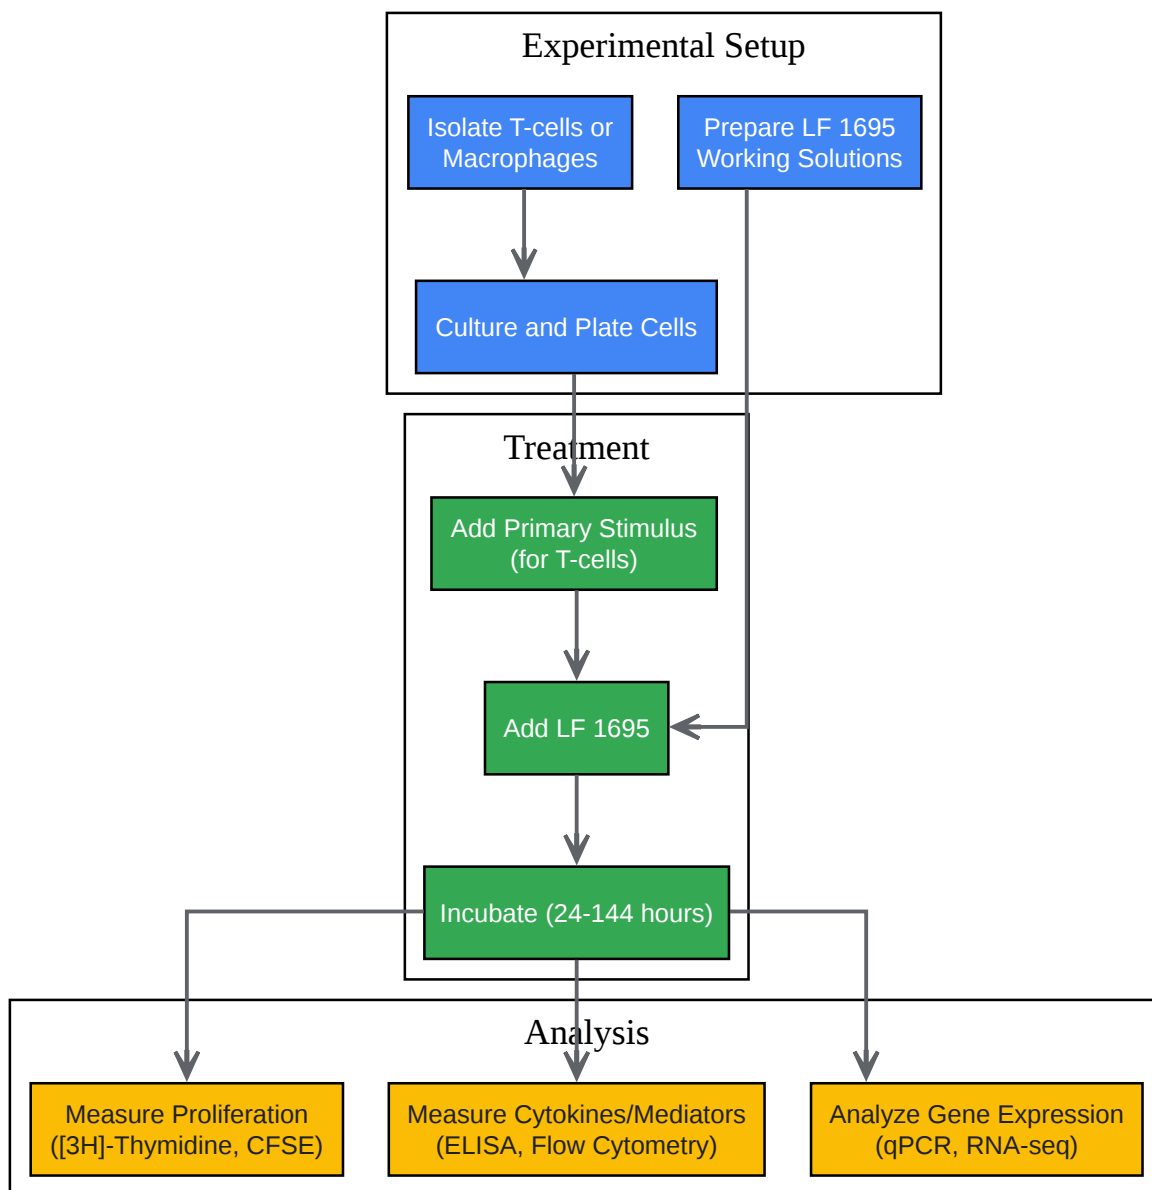 Experimental Setup
Isolate T-cells or
Macrophages
Prepare LF 1695
Working Solutions
Culture and Plate Cells
Treatment
Add Primary Stimulus
(for T-cells)
Add LF 1695
Incubate (24-144 hours)
Analysis
Measure Proliferation
([3H]-Thymidine, CFSE)
Measure Cytokines/Mediators
(ELISA, Flow Cytometry)
Analyze Gene Expression
(qPCR, RNA-seq)